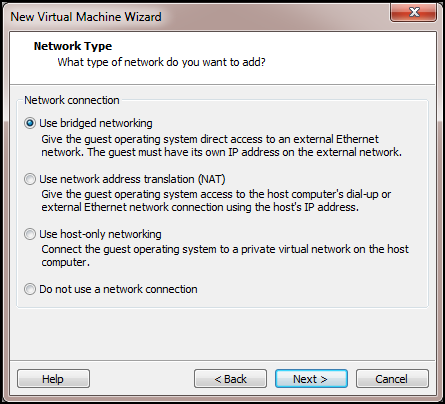 New Virtual Machine Wizard
Network Type
What type of network do you want to add?
Network connection
Use bridged networking
Give the guest operating system direct access to an external Ethernet
network. The guest must have its own IP address on the external network.
Use network address translation (NAT)
Give the guest operating system access to the host computer's dial-up or
external Ethernet network connection using the host's IP address.
Use host-only networking
Connect the guest operating system to a private virtual network on the host
computer.
Do not use a network connection
Help
< Back
Next >
Cancel